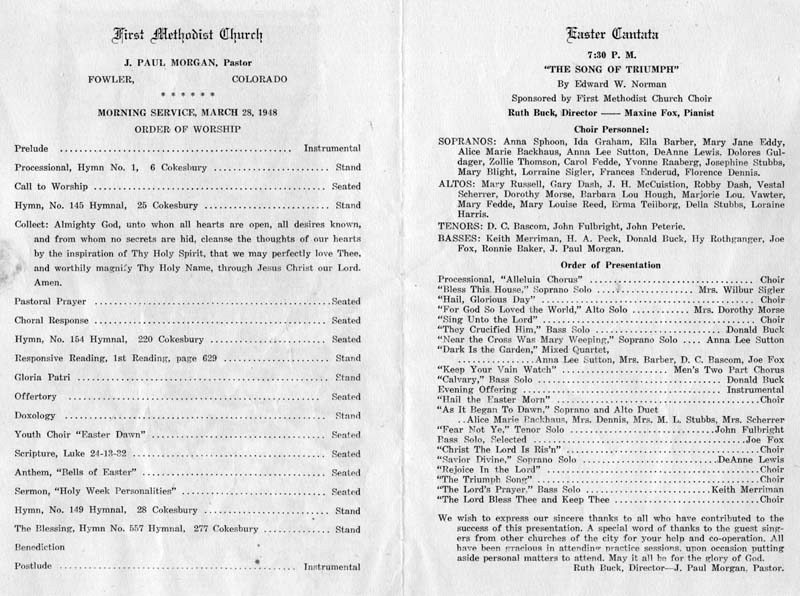 First Methodist Church
J. PAUL MORGAN, Pastor
FOWLER, COLORADO
* * * * * *
MORNING SERVICE, MARCH 28, 1948
ORDER OF WORSHIP
Prelude .......... Instrumental
Processional, Hymn No. 1, 6 Cokesbury .......... Stand
Call to Worship .......... Seated
Hymn, No. 145 Hymnal, 25 Cokesbury .......... Stand
Collect: Almighty God, unto whon all hearts are open, all desires known,
and from whom no secrets are hid, cleanse the thoughts of our hearts
by the inspiration of Thy Holy Spirit, that we may perfectly love Thee,
and worthily magnify Thy Holy Name, through Jesus Christ our Lord.
Amen.
Pastoral Prayer .......... Seated
Choral Response .......... Seated
Hymn, No. 154 Hymnal, 220 Cokesbury .......... Seated
Responsive Reading, 1st Reading, page 629 .......... Stand
Gloria Patri .......... Stand
Offertory .......... Seated
Doxology .......... Stand
Youth Choir "Easter Dawn" .......... Seated
Scripture, Luke 24-13-32 .......... Seated
Anthem, "Bells of Easter" .......... Seated
Sermon, "Holy Week Personalities" .......... Seated
Hymn, No. 149 Hymnal, 28 Cokesbury .......... Stand
The Blessing, Hymn No. 557 Hymnal, 277 Cokesbury .......... Stand
Benediction
Postlude .......... Instrumental
Easter Cantata
7:30 P. M.
"THE SONG OF TRIUMPH"
By Edward W. Norman
Sponsored by First Methodist Church Choir
Ruth Buck, Director —— Maxine Fox, Pianist
Choir Personnel:
SOPRANOS: Anna Sphoon, Ida Graham, Ella Barber, Mary Jane Eddy,
Alice Marie Backhaus, Anna Lee Sutton, DeAnne Lewis. Dolores Gul-
dager, Zollie Thomson, Carol Fedde, Yvonne Raaberg, Josephine Stubbs,
Mary Blight, Lorraine Sigler, Frances Enderud, Florence Dennis.
ALTOS: Mary Russell, Gary Dash, J. H. McCuistion, Robby Dash, Vestal
Scherrer, Dorothy Morse, Barbara Lou Hough, Marjorie Lou, Vawter,
Mary Fedde, Mary Louise Reed, Erma Teilborg, Della Stubbs, Loraine
Harris.
TENORS: D. C. Bascom, John Fulbright, John Peterie.
BASSES: Keith Merriman, H. A. Peck, Donald Buck, Hy Rothganger, Joe
Fox, Ronnie Baker, J. Paul Morgan.
Order of Presentation
Processional, "Alleluia Chorus" .......... Choir
"Bless This House," Soprano Solo .......... Mrs. Wilbur Sigler
"Hail, Glorious Day" .......... Choir
"For God So Loved the World," Alto Solo .......... Mrs. Dorothy Morse
"Sing Unto the Lord" .......... Choir
"They Crucified Him," Bass Solo .......... Donald Buck
"Near the Cross Was Mary Weeping," Soprano Solo .... Anna Lee Sutton
"Dark Is the Garden," Mixed Quartet,
.......... Anna Lee Sutton, Mrs. Barber, D. C. Bascom, Joe Fox
"Keep Your Vain Watch" .......... Men's Two Part Chorus
"Calvary," Bass Solo .......... Donald Buck
Evening Offering .......... Instrumental
"Hail the Easter Morn" .......... Choir
"As It Began To Dawn," Soprano and Alto Duet
..Alice Marie Backhaus, Mrs. Dennis, Mrs. M. L. Stubbs, Mrs. Scherrer
"Fear Not Ye," Tenor Solo .......... John Fulbright
Bass Solo, Selected .......... Joe Fox
"Christ The Lord Is Ris'n" .......... Choir
"Savior Divine," Soprano Solo .......... DeAnne Lewis
"Rejoice In the Lord" .......... Choir
"The Triumph Song" .......... Choir
"The Lord's Prayer." Bass Solo .......... Keith Merriman
"The Lord Bless Thee and Keep Thee .......... Choir
We wish to express our sincere thanks to all who have contributed to the
success of this presentation. A special word of thanks to the guest sing-
ers from other churches of the city for your help and co-operation. All
have been gracious in attending practice sessions, upon occasion putting
aside personal matters to attend. May it all be for the glory of God.
Ruth Buck, Director—J. Paul Morgan, Pastor.